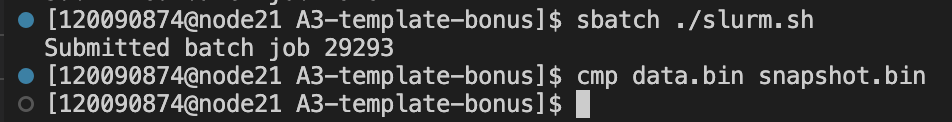 [120090874@node21 A3-template-bonus]$ sbatch ./slurm.sh
Submitted batch job 29293
[120090874@node21 A3-template-bonus]$ cmp data.bin snapshot.bin
[120090874@node21 A3-template-bonus]$